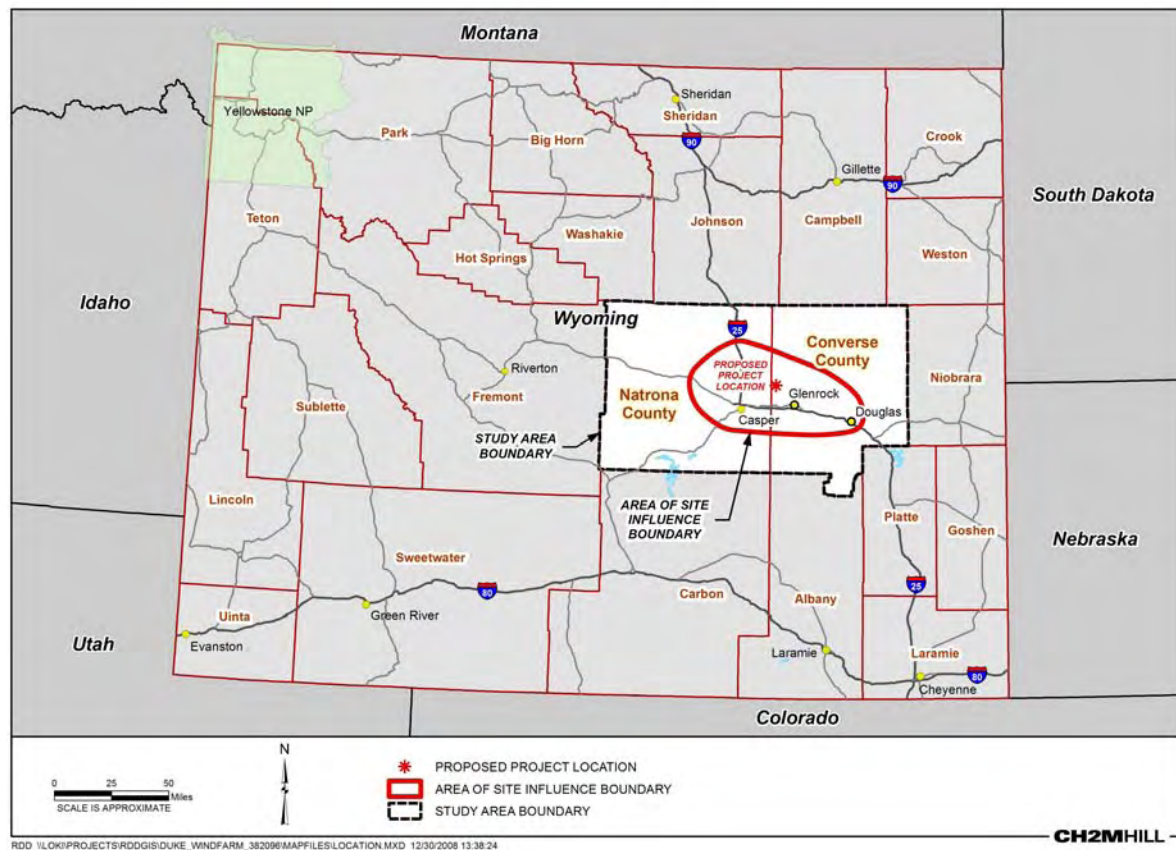 Montana
Yellowstone NP
Park
Big Horn
Sheridan
Sheridan
90
Crook
Gillette
90
South Dakota
Teton
Washakie
Johnson
Campbell
Hot Springs
Weston
Idaho
Wyoming
25
Converse
County
PROPOSED
PROJECT
LOCATION
Riverton
Fremont
Natrona
County
Glenrock
Niobrara
Sublette
Casper
Douglas
STUDY AREA
BOUNDARY
Lincoln
AREA OF SITE
INFLUENCE
BOUNDARY
Platte
Goshen
Nebraska
Sweetwater
80
Carbon
Albany
25
Uinta
Green River
Utah
Evanston
Laramie
Laramie
80
Cheyenne
Colorado
N
0 25 50
Miles
SCALE IS APPROXIMATE
PROPOSED PROJECT LOCATION
AREA OF SITE INFLUENCE BOUNDARY
STUDY AREA BOUNDARY
RDD \\LOKI\PROJECTS\RDDGIS\DUKE_WINDFARM_382096\MAPFILES\LOCATION.MXD 12/30/2008 13:38:24
CH2MHILL